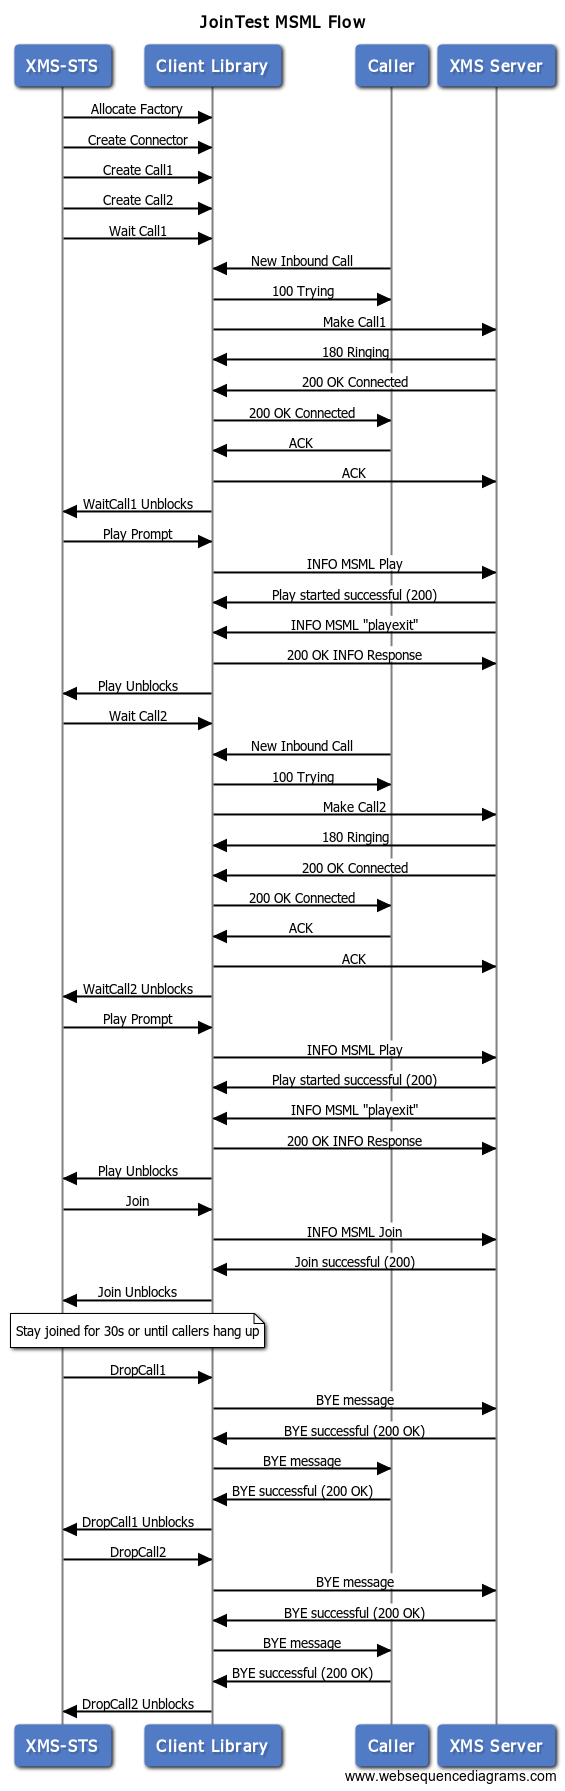 JoinTest MSML Flow
XMS-STS Client Library Caller XMS Server
Allocate Factory
Create Connector
Create Call1
Create Call2
Wait Call1
New Inbound Call
100 Trying
Make Call1
180 Ringing
200 OK Connected
200 OK Connected
ACK
ACK
WaitCall1 Unblocks
Play Prompt
INFO MSML Play
Play started successful (200)
INFO MSML "playexit"
200 OK INFO Response
Play Unblocks
Wait Call2
New Inbound Call
100 Trying
Make Call2
180 Ringing
200 OK Connected
200 OK Connected
ACK
ACK
WaitCall2 Unblocks
Play Prompt
INFO MSML Play
Play started successful (200)
INFO MSML "playexit"
200 OK INFO Response
Play Unblocks
Join
INFO MSML Join
Join successful (200)
Join Unblocks
Stay joined for 30s or until callers hang up
DropCall1
BYE message
BYE successful (200 OK)
BYE message
BYE successful (200 OK)
DropCall1 Unblocks
DropCall2
BYE message
BYE successful (200 OK)
BYE message
BYE successful (200 OK)
DropCall2 Unblocks
XMS-STS Client Library Caller XMS Server
www.websequencediagrams.com